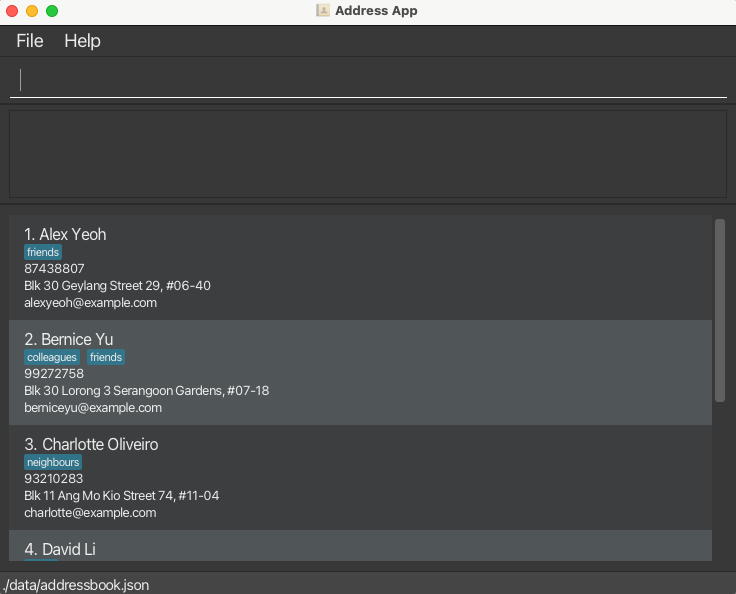 Address App
File Help
1. Alex Yeoh
friends
87438807
Blk 30 Geylang Street 29, #06-40
alexyeoh@example.com
2. Bernice Yu
colleagues friends
99272758
Blk 30 Lorong 3 Serangoon Gardens, #07-18
berniceyu@example.com
3. Charlotte Oliveiro
neighbours
93210283
Blk 11 Ang Mo Kio Street 74, #11-04
charlotte@example.com
4. David Li
./data/addressbook.json